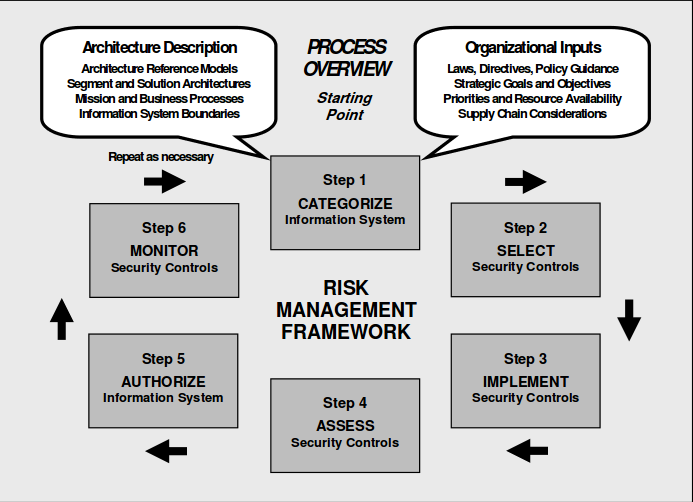 Architecture Description
Architecture Reference Models
Segment and Solution Architectures
Mission and Business Processes
Information System Boundaries
PROCESS
OVERVIEW
Starting
Point
Organizational Inputs
Laws, Directives, Policy Guidance
Strategic Goals and Objectives
Priorities and Resource Availability
Supply Chain Considerations
Repeat as necessary
Step 1
CATEGORIZE
Information System
Step 2
SELECT
Security Controls
Step 3
IMPLEMENT
Security Controls
Step 4
ASSESS
Security Controls
Step 5
AUTHORIZE
Information System
Step 6
MONITOR
Security Controls
RISK
MANAGEMENT
FRAMEWORK